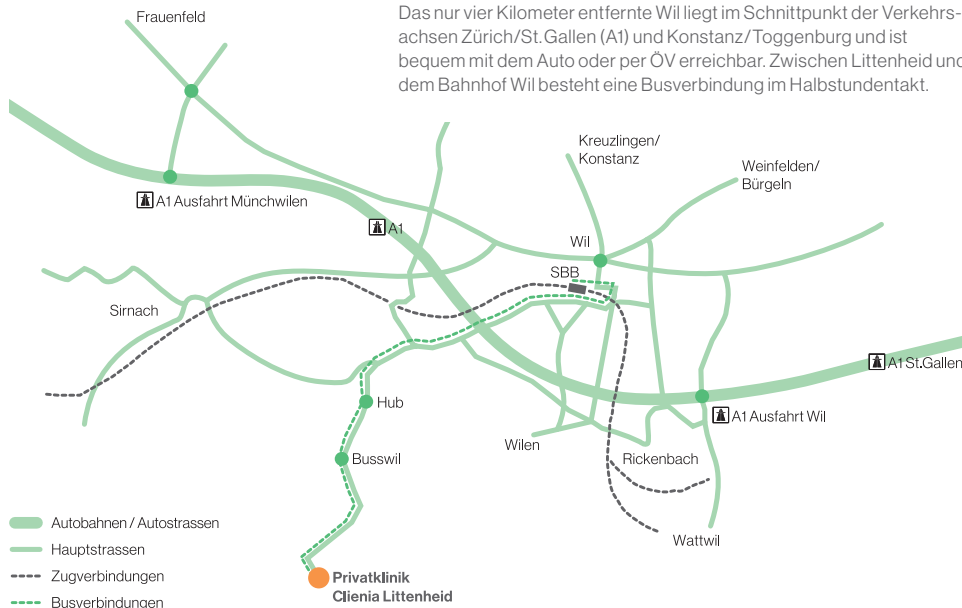 Das nur vier Kilometer entfernte Wil liegt im Schnittpunkt der Verkehrs-
achsen Zürich/St.Gallen (A1) und Konstanz/Toggenburg und ist
bequem mit dem Auto oder per ÖV erreichbar. Zwischen Littenheid und
dem Bahnhof Wil besteht eine Busverbindung im Halbstundentakt.
Frauenfeld
Kreuzlingen/
Konstanz
Weinfelden/
Bürgeln
A1 Ausfahrt Münchwilen
A1
Wil
SBB
Sirnach
A1 St.Gallen
Hub
A1 Ausfahrt Wil
Wilen
Busswil
Rickenbach
Wattwil
Autobahnen / Autostrassen
Hauptstrassen
Zugverbindungen
Busverbindungen
Privatklinik
Clienia Littenheid